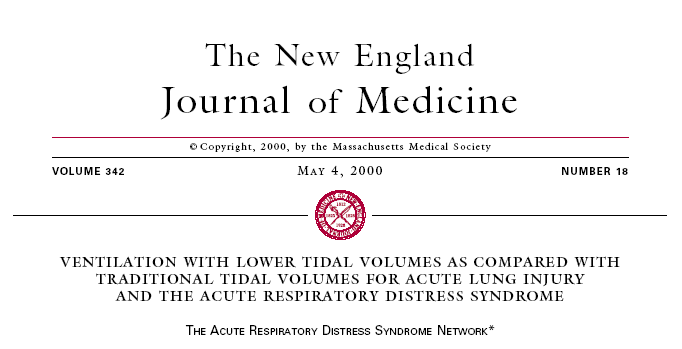 The New England
Journal of Medicine
© Copyright, 2000, by the Massachusetts Medical Society
VOLUME 342 MAY 4, 2000 NUMBER 18
VENTILATION WITH LOWER TIDAL VOLUMES AS COMPARED WITH
TRADITIONAL TIDAL VOLUMES FOR ACUTE LUNG INJURY
AND THE ACUTE RESPIRATORY DISTRESS SYNDROME
THE ACUTE RESPIRATORY DISTRESS SYNDROME NETWORK*